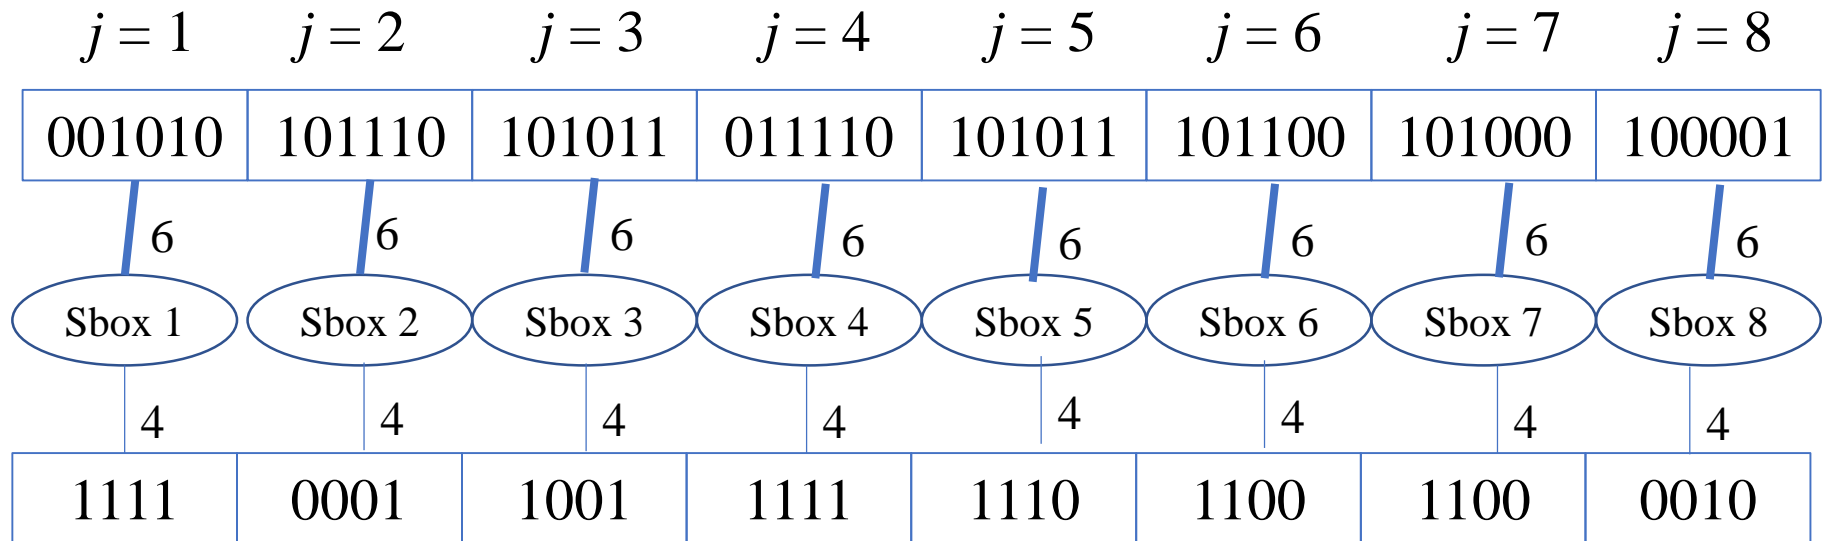 j = 1 j = 2 j = 3 j = 4 j = 5 j = 6 j = 7 j = 8
001010 101110 101011 011110 101011 101100 101000 100001
6 6 6 6 6 6 6 6
Sbox 1 Sbox 2 Sbox 3 Sbox 4 Sbox 5 Sbox 6 Sbox 7 Sbox 8
4 4 4 4 4 4 4 4
1111 0001 1001 1111 1110 1100 1100 0010